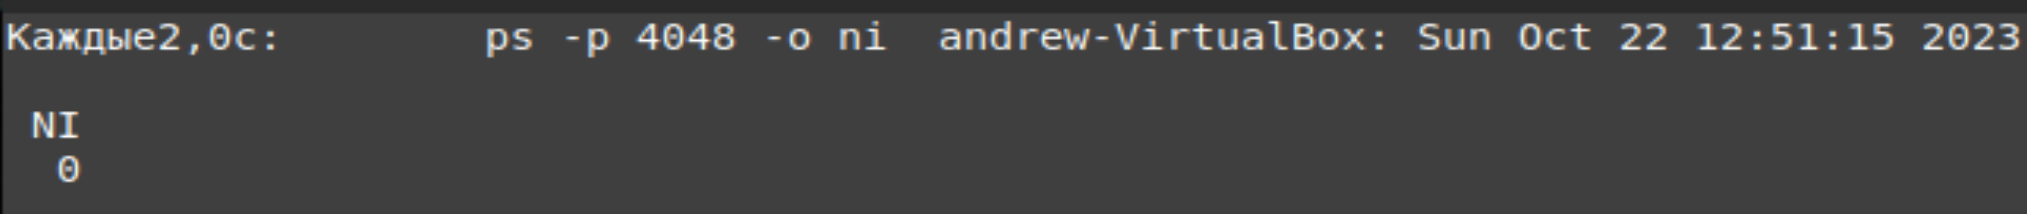 Каждые2,0с: ps -p 4048 -o ni andrew-VirtualBox: Sun Oct 22 12:51:15 2023
NI
0